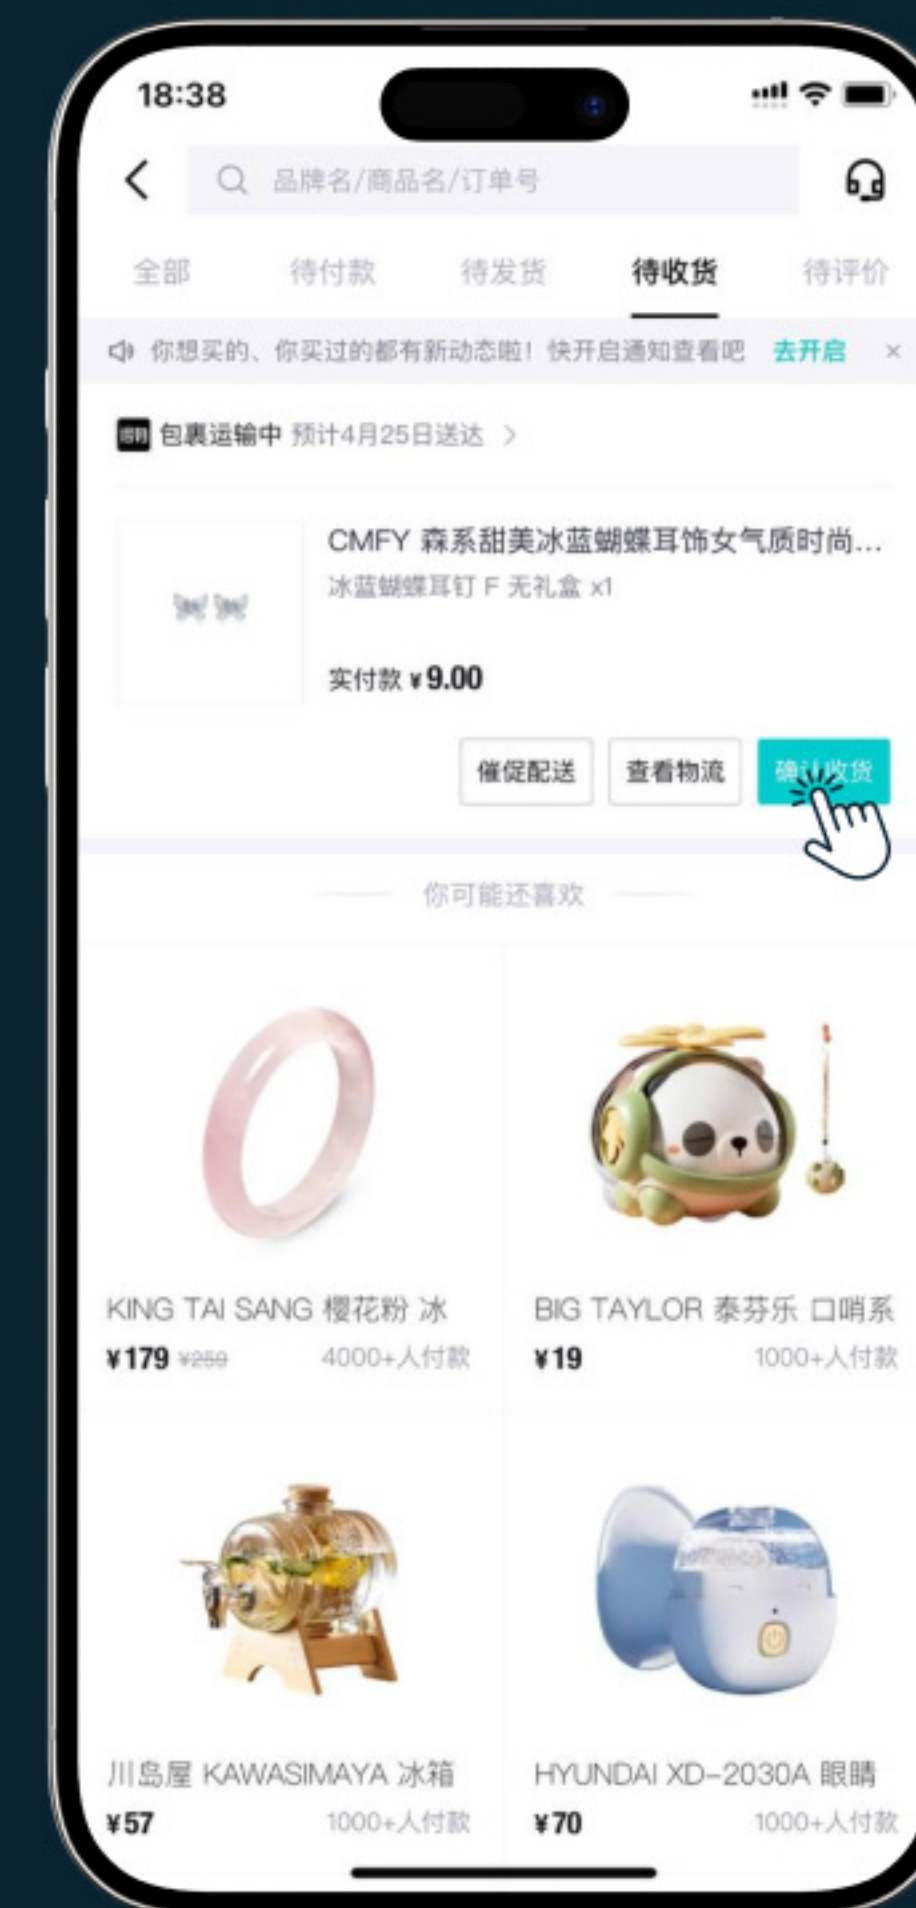 18:38
品牌名/商品名/订单号
全部 待付款 待发货 待收货 待评价
你想买的、你买过的都有新动态啦！快开启通知查看吧 去开启 ×
得物 包裹运输中 预计4月25日送达 >
CMFY 森系甜美冰蓝蝴蝶耳饰女气质时尚...
冰蓝蝴蝶耳钉 F 无礼盒 x1
实付款 ¥9.00
催促配送 查看物流 确认收货
你可能还喜欢
KING TAI SANG 樱花粉 冰
¥179 ¥259 4000+人付款
BIG TAYLOR 泰芬乐 口哨系
¥19 1000+人付款
川岛屋 KAWASIMAYA 冰箱
¥57 1000+人付款
HYUNDAI XD-2030A 眼睛
¥70 1000+人付款